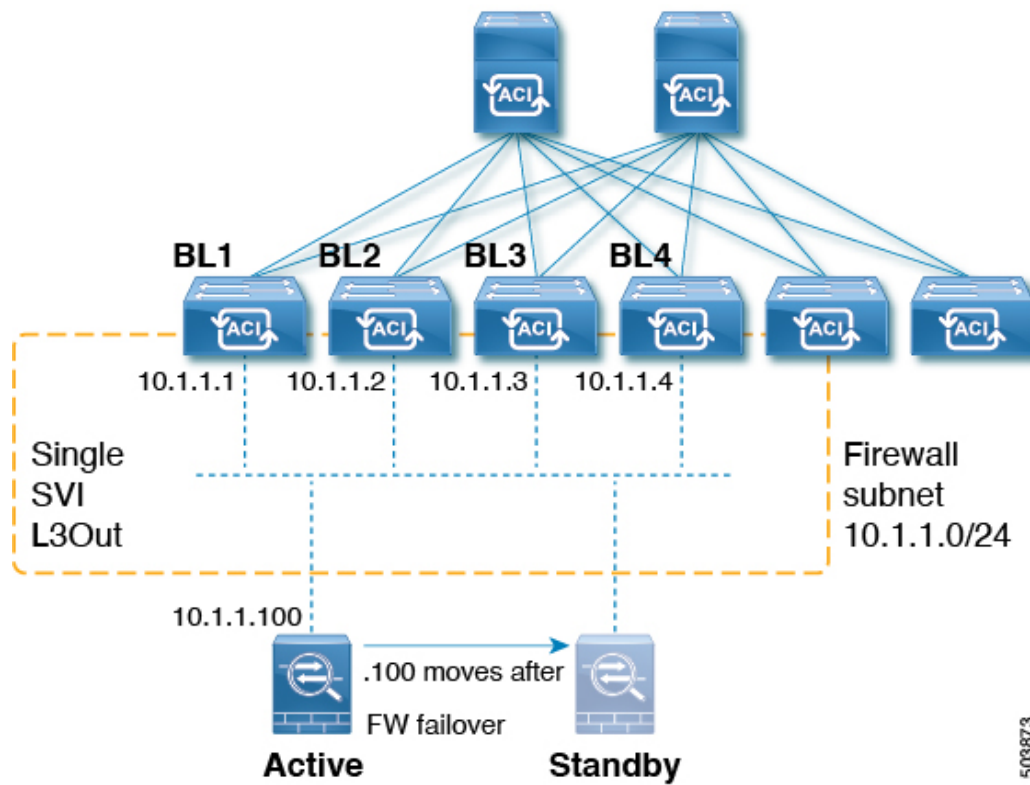 ACI
ACI
BL1
BL2
BL3
BL4
ACI
ACI
ACI
ACI
ACI
ACI
10.1.1.1
10.1.1.2
10.1.1.3
10.1.1.4
Single
SVI
L3Out
Firewall
subnet
10.1.1.0/24
10.1.1.100
.100 moves after
FW failover
Active
Standby
503873